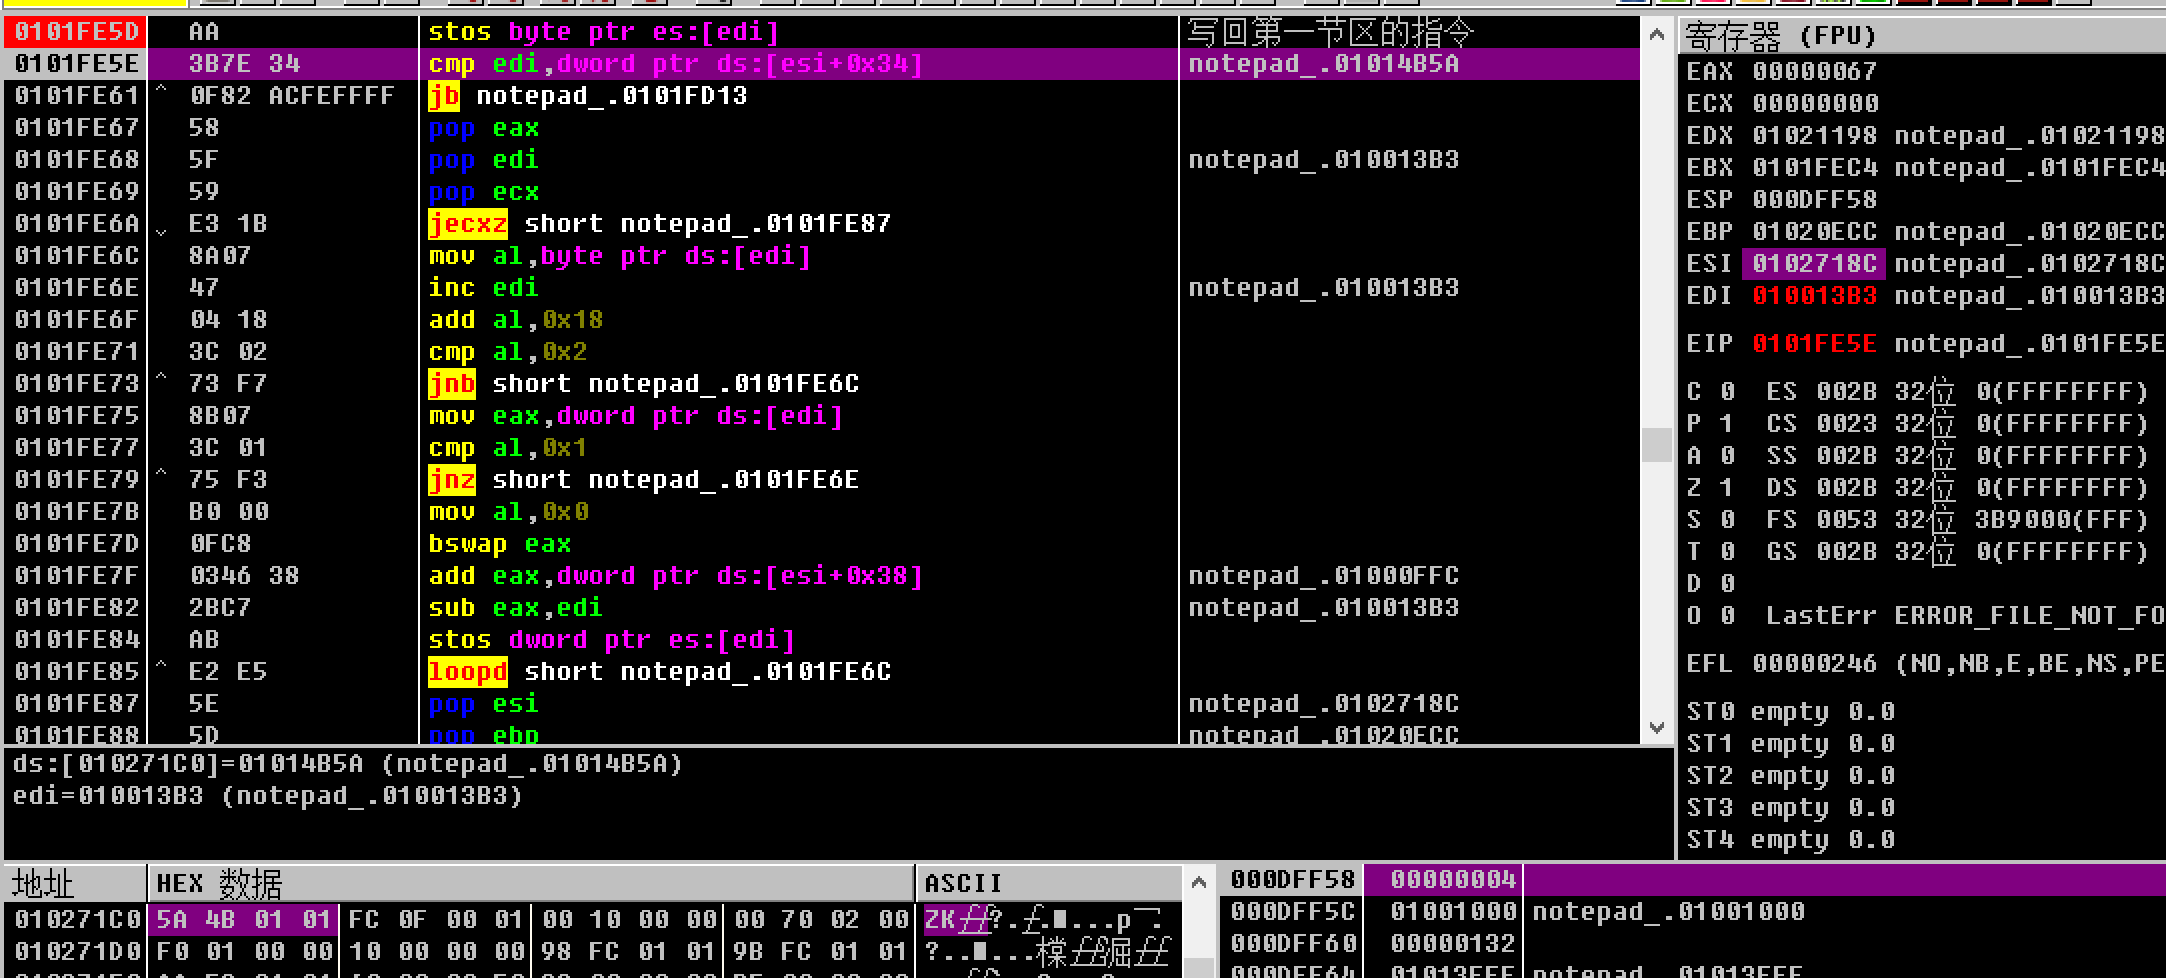 0101FE5D AA stos byte ptr es:[edi] 写回第一节区的指令
0101FE5E 3B7E 34 cmp edi,dword ptr ds:[esi+0x34] notepad_.01014B5A
0101FE61 ^ 0F82 ACFEFFFF jb notepad_.0101FD13
0101FE67 58 pop eax
0101FE68 5F pop edi notepad_.010013B3
0101FE69 59 pop ecx
0101FE6A E3 1B jecxz short notepad_.0101FE87
0101FE6C 8A07 mov al,byte ptr ds:[edi]
0101FE6E 47 inc edi notepad_.010013B3
0101FE6F 04 18 add al,0x18
0101FE71 3C 02 cmp al,0x2
0101FE73 ^ 73 F7 jnb short notepad_.0101FE6C
0101FE75 8B07 mov eax,dword ptr ds:[edi]
0101FE77 3C 01 cmp al,0x1
0101FE79 ^ 75 F3 jnz short notepad_.0101FE6E
0101FE7B B0 00 mov al,0x0
0101FE7D 0FC8 bswap eax
0101FE7F 0346 38 add eax,dword ptr ds:[esi+0x38] notepad_.01000FFC
0101FE82 2BC7 sub eax,edi notepad_.010013B3
0101FE84 AB stos dword ptr es:[edi]
0101FE85 ^ E2 E5 loopd short notepad_.0101FE6C
0101FE87 5E pop esi notepad_.0102718C
0101FE88 5D pop ebp notepad_.01020ECC
ds:[010271C0]=01014B5A (notepad_.01014B5A)
edi=010013B3 (notepad_.010013B3)
寄存器 (FPU)
EAX 00000067
ECX 00000000
EDX 01021198 notepad_.01021198
EBX 0101FEC4 notepad_.0101FEC4
ESP 000DFF58
EBP 01020ECC notepad_.01020ECC
ESI 0102718C notepad_.0102718C
EDI 010013B3 notepad_.010013B3
EIP 0101FE5E notepad_.0101FE5E
C 0 ES 002B 32位 0(FFFFFFFF)
P 1 CS 0023 32位 0(FFFFFFFF)
A 0 SS 002B 32位 0(FFFFFFFF)
Z 1 DS 002B 32位 0(FFFFFFFF)
S 0 FS 0053 32位 3B9000(FFF)
T 0 GS 002B 32位 0(FFFFFFFF)
D 0
O 0 LastErr ERROR_FILE_NOT_FO
EFL 00000246 (NO,NB,E,BE,NS,PE
ST0 empty 0.0
ST1 empty 0.0
ST2 empty 0.0
ST3 empty 0.0
ST4 empty 0.0
地址 HEX 数据 ASCII
010271C0 5A 4B 01 01 FC 0F 00 01 00 10 00 00 00 70 02 00
010271D0 F0 01 00 00 10 00 00 00 98 FC 01 01 9B FC 01 01
000DFF58 00000004
000DFF5C 01001000 notepad_.01001000
000DFF60 00000132
000DFF64 01013FFF notepad_.01013FFF